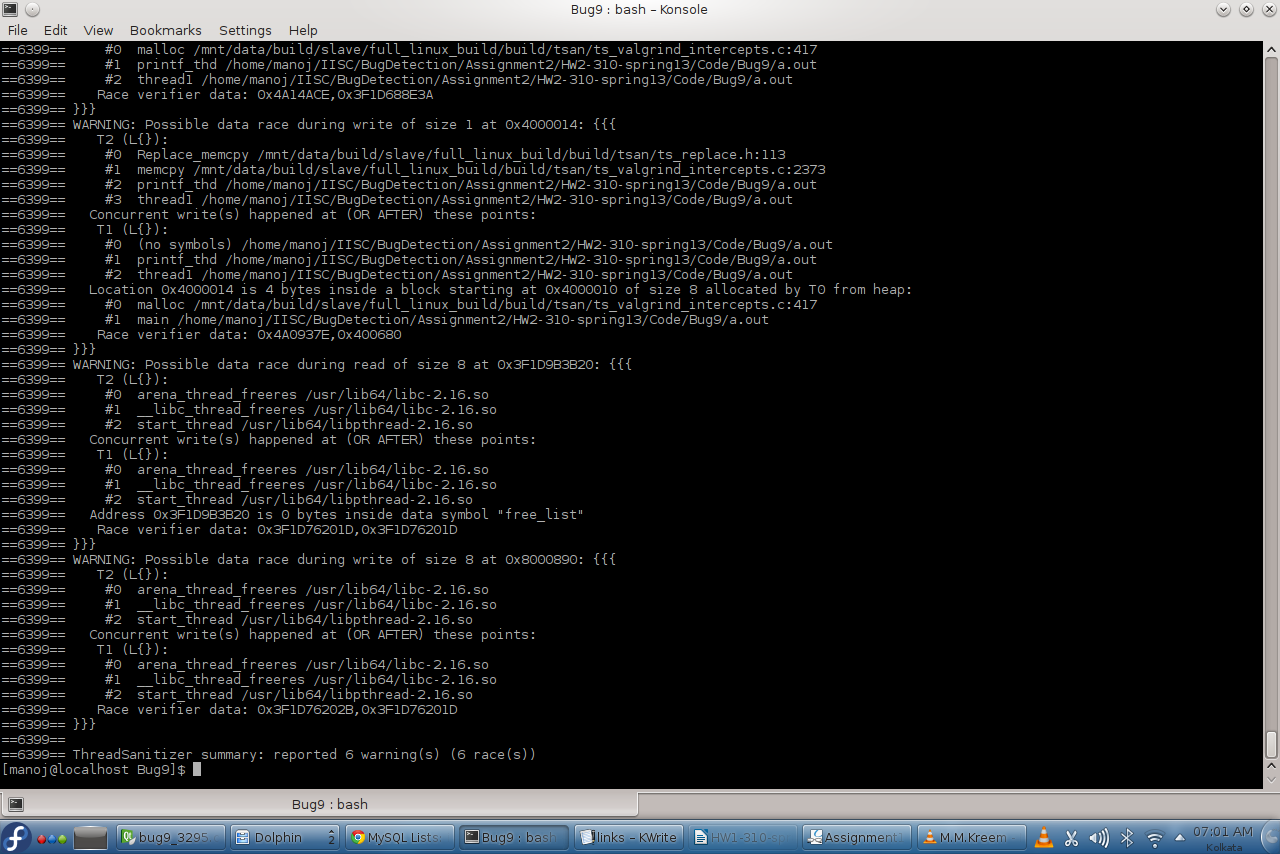 Bug9 : bash – Konsole
File Edit View Bookmarks Settings Help
==6399==     #0  malloc /mnt/data/build/slave/full_linux_build/build/tsan/ts_valgrind_intercepts.c:417
==6399==     #1  printf_thd /home/manoj/IISC/BugDetection/Assignment2/HW2-310-spring13/Code/Bug9/a.out
==6399==     #2  thread1 /home/manoj/IISC/BugDetection/Assignment2/HW2-310-spring13/Code/Bug9/a.out
==6399==    Race verifier data: 0x4A14ACE,0x3F1D688E3A
==6399== }}}
==6399== WARNING: Possible data race during write of size 1 at 0x4000014: {{{
==6399==    T2 (L{}):
==6399==     #0  Replace_memcpy /mnt/data/build/slave/full_linux_build/build/tsan/ts_replace.h:113
==6399==     #1  memcpy /mnt/data/build/slave/full_linux_build/build/tsan/ts_valgrind_intercepts.c:2373
==6399==     #2  printf_thd /home/manoj/IISC/BugDetection/Assignment2/HW2-310-spring13/Code/Bug9/a.out
==6399==     #3  thread1 /home/manoj/IISC/BugDetection/Assignment2/HW2-310-spring13/Code/Bug9/a.out
==6399==   Concurrent write(s) happened at (OR AFTER) these points:
==6399==    T1 (L{}):
==6399==     #0  (no symbols) /home/manoj/IISC/BugDetection/Assignment2/HW2-310-spring13/Code/Bug9/a.out
==6399==     #1  printf_thd /home/manoj/IISC/BugDetection/Assignment2/HW2-310-spring13/Code/Bug9/a.out
==6399==     #2  thread1 /home/manoj/IISC/BugDetection/Assignment2/HW2-310-spring13/Code/Bug9/a.out
==6399==   Location 0x4000014 is 4 bytes inside a block starting at 0x4000010 of size 8 allocated by T0 from heap:
==6399==     #0  malloc /mnt/data/build/slave/full_linux_build/build/tsan/ts_valgrind_intercepts.c:417
==6399==     #1  main /home/manoj/IISC/BugDetection/Assignment2/HW2-310-spring13/Code/Bug9/a.out
==6399==    Race verifier data: 0x4A0937E,0x400680
==6399== }}}
==6399== WARNING: Possible data race during read of size 8 at 0x3F1D9B3B20: {{{
==6399==    T2 (L{}):
==6399==     #0  arena_thread_freeres /usr/lib64/libc-2.16.so
==6399==     #1  __libc_thread_freeres /usr/lib64/libc-2.16.so
==6399==     #2  start_thread /usr/lib64/libpthread-2.16.so
==6399==   Concurrent write(s) happened at (OR AFTER) these points:
==6399==    T1 (L{}):
==6399==     #0  arena_thread_freeres /usr/lib64/libc-2.16.so
==6399==     #1  __libc_thread_freeres /usr/lib64/libc-2.16.so
==6399==     #2  start_thread /usr/lib64/libpthread-2.16.so
==6399==   Address 0x3F1D9B3B20 is 0 bytes inside data symbol "free_list"
==6399==    Race verifier data: 0x3F1D76201D,0x3F1D76201D
==6399== }}}
==6399== WARNING: Possible data race during write of size 8 at 0x8000890: {{{
==6399==    T2 (L{}):
==6399==     #0  arena_thread_freeres /usr/lib64/libc-2.16.so
==6399==     #1  __libc_thread_freeres /usr/lib64/libc-2.16.so
==6399==     #2  start_thread /usr/lib64/libpthread-2.16.so
==6399==   Concurrent write(s) happened at (OR AFTER) these points:
==6399==    T1 (L{}):
==6399==     #0  arena_thread_freeres /usr/lib64/libc-2.16.so
==6399==     #1  __libc_thread_freeres /usr/lib64/libc-2.16.so
==6399==     #2  start_thread /usr/lib64/libpthread-2.16.so
==6399==    Race verifier data: 0x3F1D76202B,0x3F1D76201D
==6399== }}}
==6399==
==6399== ThreadSanitizer summary: reported 6 warning(s) (6 race(s))
[manoj@localhost Bug9]$
Bug9 : bash
bug9_3295 Dolphin 2 MySQL Lists: Bug9 : bash links – KWrite HW1-310-sp Assignment1 M.M.Kreem 07:01 AM
Kolkata